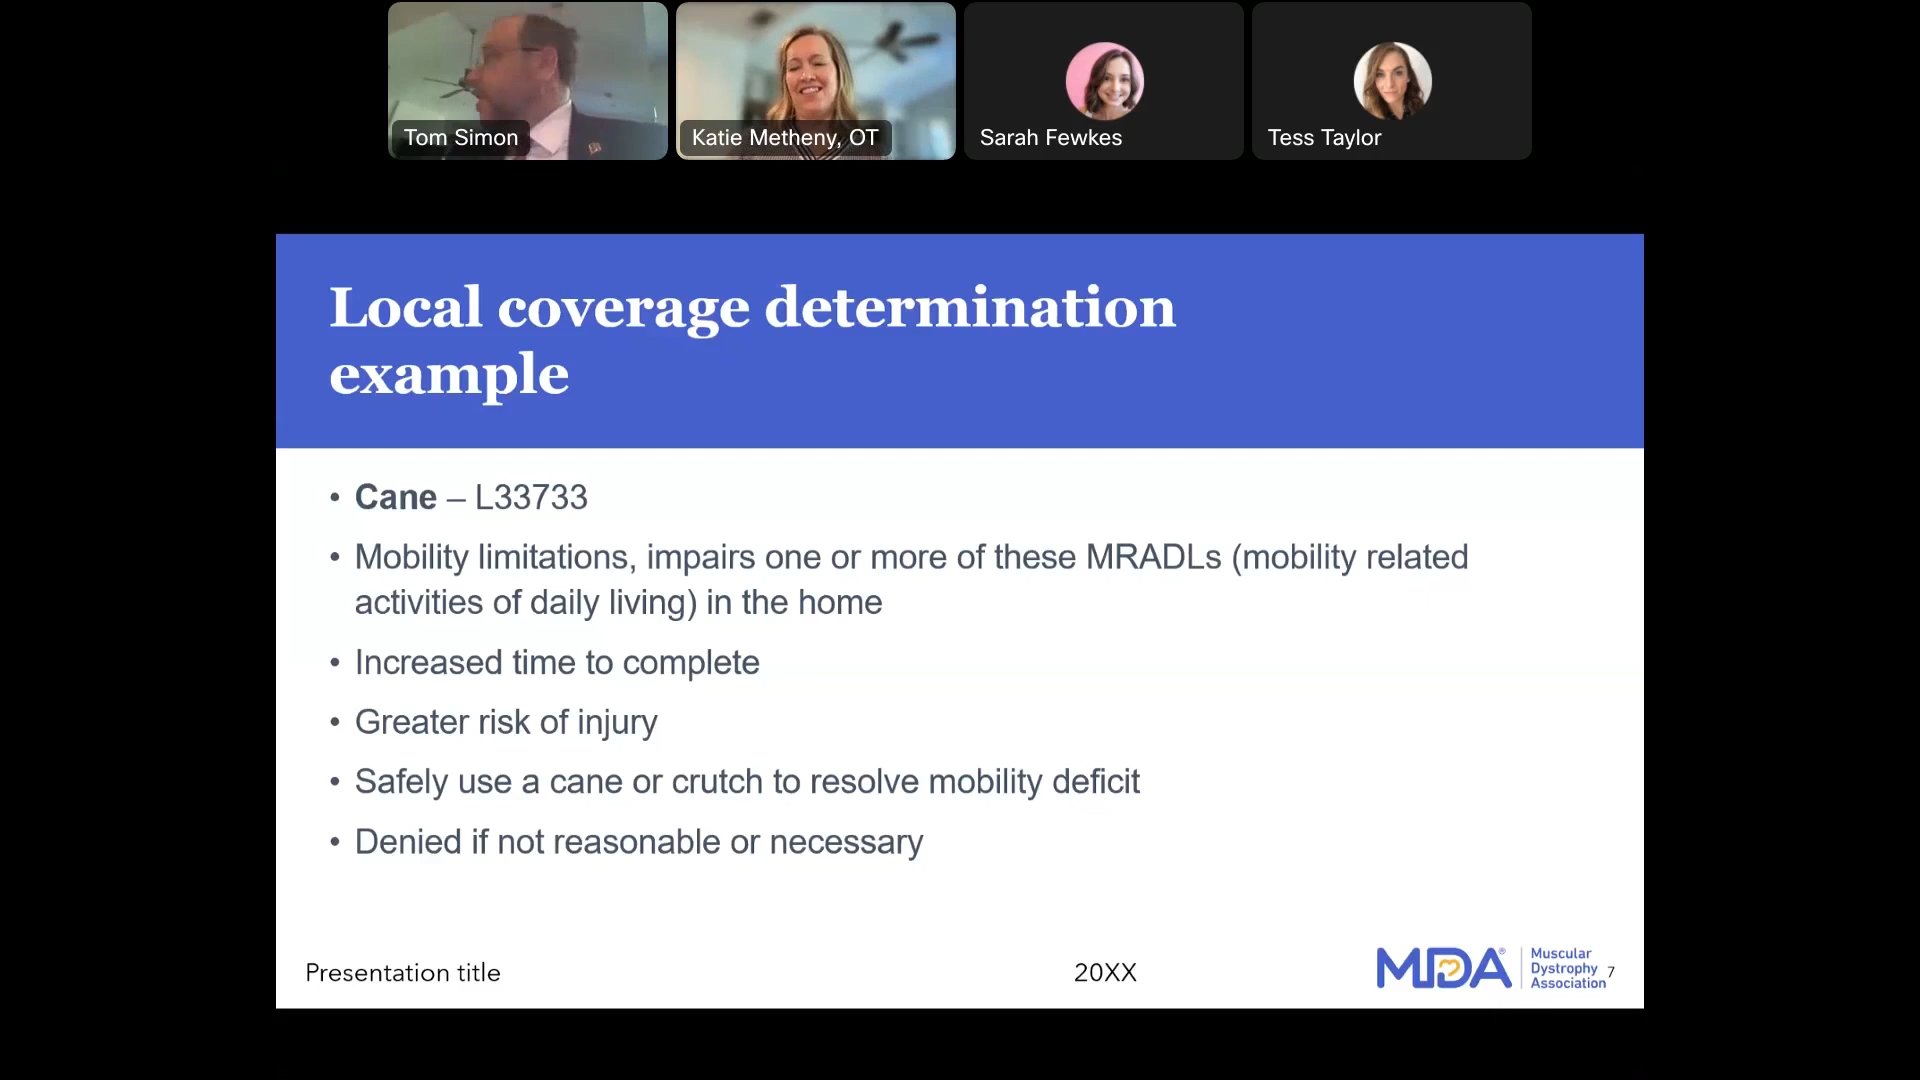 Tom Simon
Katie Metheny, OT
Sarah Fewkes
Tess Taylor
Local coverage determination
example
• Cane – L33733
• Mobility limitations, impairs one or more of these MRADLs (mobility related
activities of daily living) in the home
• Increased time to complete
• Greater risk of injury
• Safely use a cane or crutch to resolve mobility deficit
• Denied if not reasonable or necessary
Presentation title
20XX
MDA®
Muscular
Dystrophy
Association
7